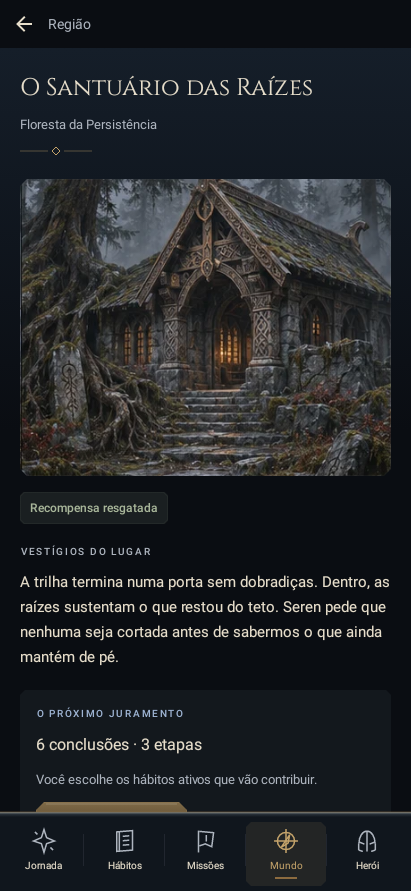 Região
O Santuário das Raízes
Floresta da Persistência
Recompensa resgatada
VESTÍGIOS DO LUGAR
A trilha termina numa porta sem dobradiças. Dentro, as
raízes sustentam o que restou do teto. Seren pede que
nenhuma seja cortada antes de sabermos o que ainda
mantém de pé.
O PRÓXIMO JURAMENTO
6 conclusões · 3 etapas
Você escolhe os hábitos ativos que vão contribuir.
Jornada
Hábitos
Missões
Mundo
Herói